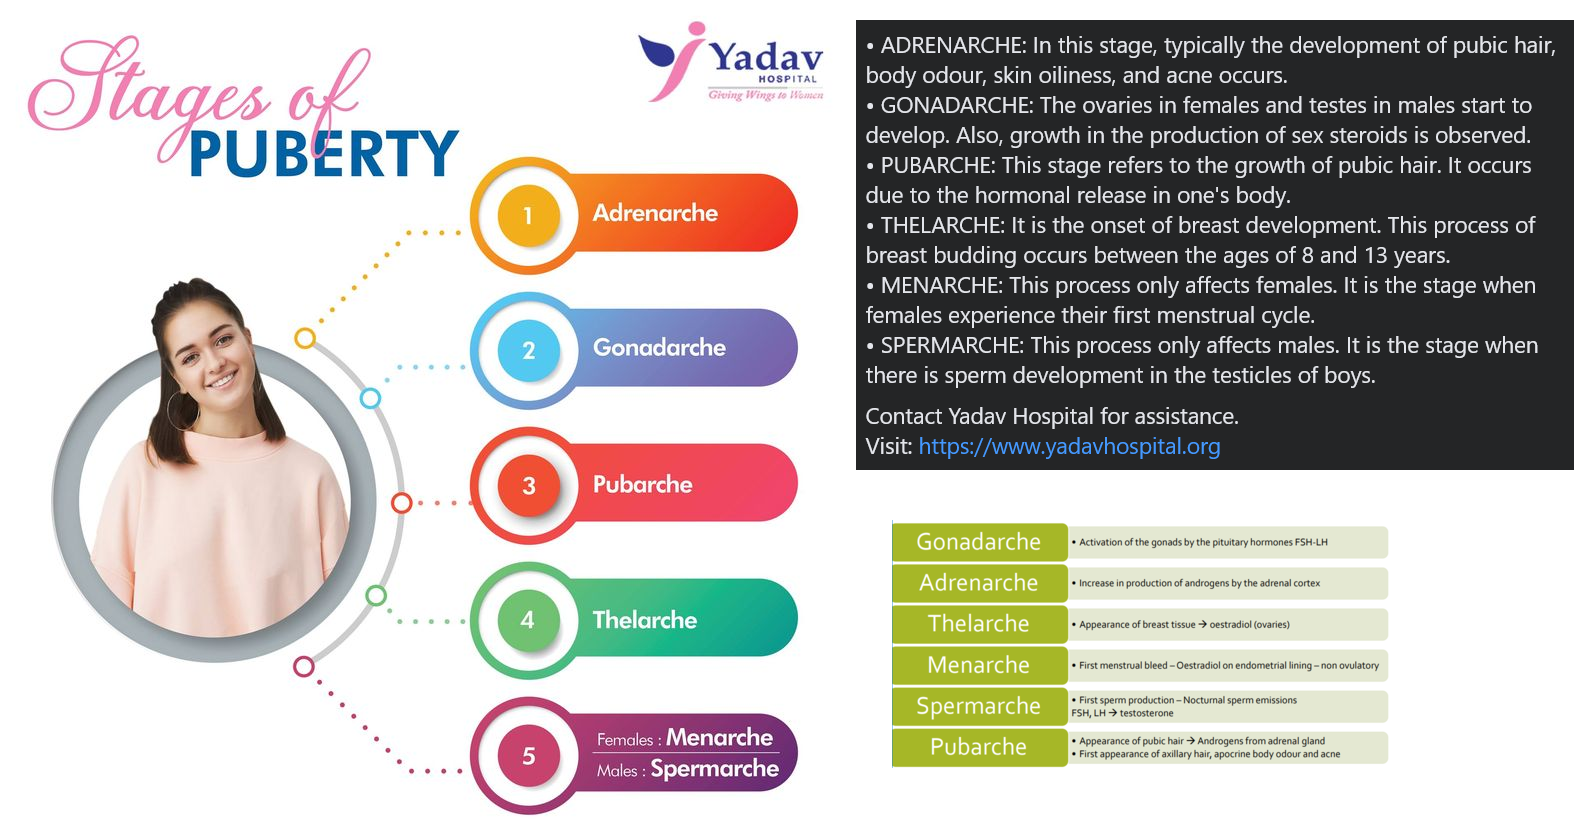 Stages of
PUBERTY
Yadav
HOSPITAL
Giving Wings to Women
1
Adrenarche
2
Gonadarche
3
Pubarche
4
Thelarche
5
Females : Menarche
Males : Spermarche
• ADRENARCHE: In this stage, typically the development of pubic hair,
body odour, skin oiliness, and acne occurs.
• GONADARCHE: The ovaries in females and testes in males start to
develop. Also, growth in the production of sex steroids is observed.
• PUBARCHE: This stage refers to the growth of pubic hair. It occurs
due to the hormonal release in one's body.
• THELARCHE: It is the onset of breast development. This process of
breast budding occurs between the ages of 8 and 13 years.
• MENARCHE: This process only affects females. It is the stage when
females experience their first menstrual cycle.
• SPERMARCHE: This process only affects males. It is the stage when
there is sperm development in the testicles of boys.
Contact Yadav Hospital for assistance.
Visit: https://www.yadavhospital.org
Gonadarche
• Activation of the gonads by the pituitary hormones FSH-LH
Adrenarche
• Increase in production of androgens by the adrenal cortex
Thelarche
• Appearance of breast tissue → oestradiol (ovaries)
Menarche
• First menstrual bleed – Oestradiol on endometrial lining – non ovulatory
Spermarche
• First sperm production – Nocturnal sperm emissions
FSH, LH → testosterone
Pubarche
• Appearance of pubic hair → Androgens from adrenal gland
• First appearance of axillary hair, apocrine body odour and acne